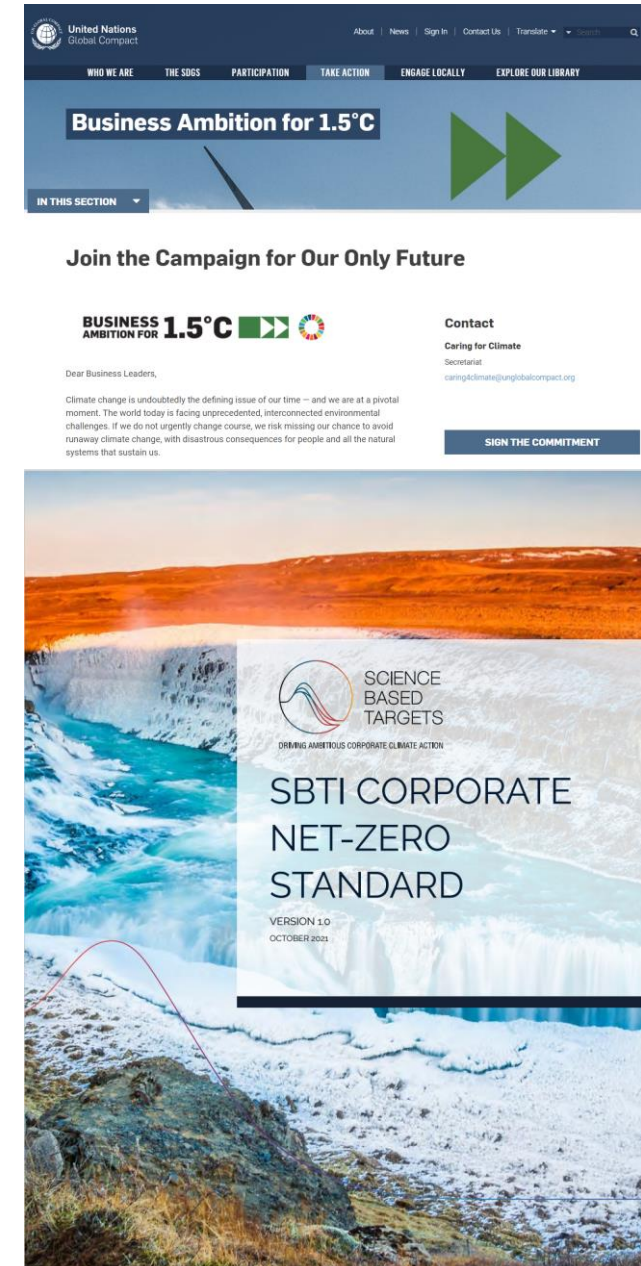 United Nations
Global Compact
About | News | Sign In | Contact Us | Translate Search
WHO WE ARE THE SDGS PARTICIPATION TAKE ACTION ENGAGE LOCALLY EXPLORE OUR LIBRARY
Business Ambition for 1.5°C
IN THIS SECTION
Join the Campaign for Our Only Future
BUSINESS
AMBITION FOR 1.5°C
Dear Business Leaders,
Climate change is undoubtedly the defining issue of our time — and we are at a pivotal
moment. The world today is facing unprecedented, interconnected environmental
challenges. If we do not urgently change course, we risk missing our chance to avoid
runaway climate change, with disastrous consequences for people and all the natural
systems that sustain us.
Contact
Caring for Climate
Secretariat
caring4climate@unglobalcompact.org
SIGN THE COMMITMENT
SCIENCE
BASED
TARGETS
DRIVING AMBITIOUS CORPORATE CLIMATE ACTION
SBTI CORPORATE
NET-ZERO
STANDARD
VERSION 1.0
OCTOBER 2021